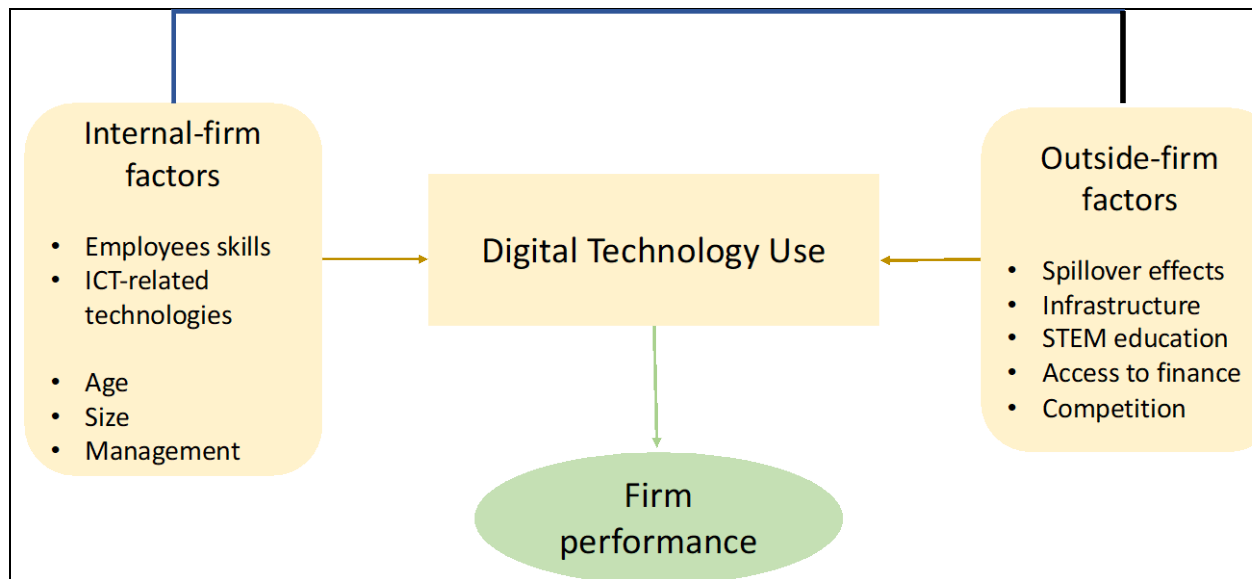 Internal-firm
factors
• Employees skills
• ICT-related
technologies
• Age
• Size
• Management
Digital Technology Use
Outside-firm
factors
• Spillover effects
• Infrastructure
• STEM education
• Access to finance
• Competition
Firm
performance